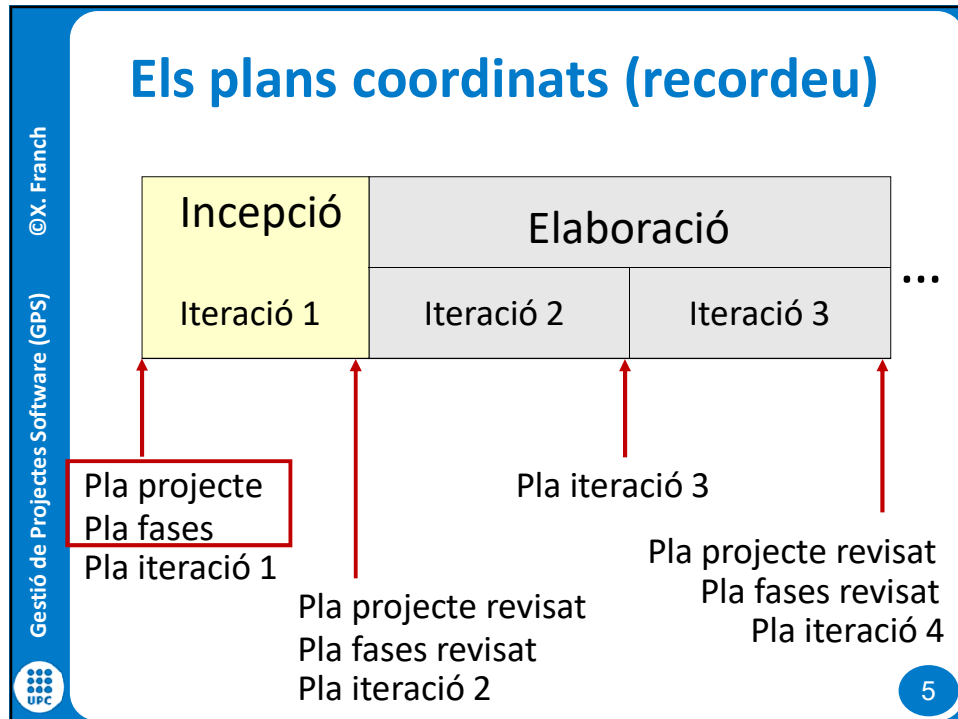 Els plans coordinats (recordeu)
Gestió de Projectes Software (GPS) ©X. Franch
Incepció
Elaboració
...
Iteració 1
Iteració 2
Iteració 3
Pla projecte
Pla fases
Pla iteració 1
Pla projecte revisat
Pla fases revisat
Pla iteració 2
Pla iteració 3
Pla projecte revisat
Pla fases revisat
Pla iteració 4
UPC
5